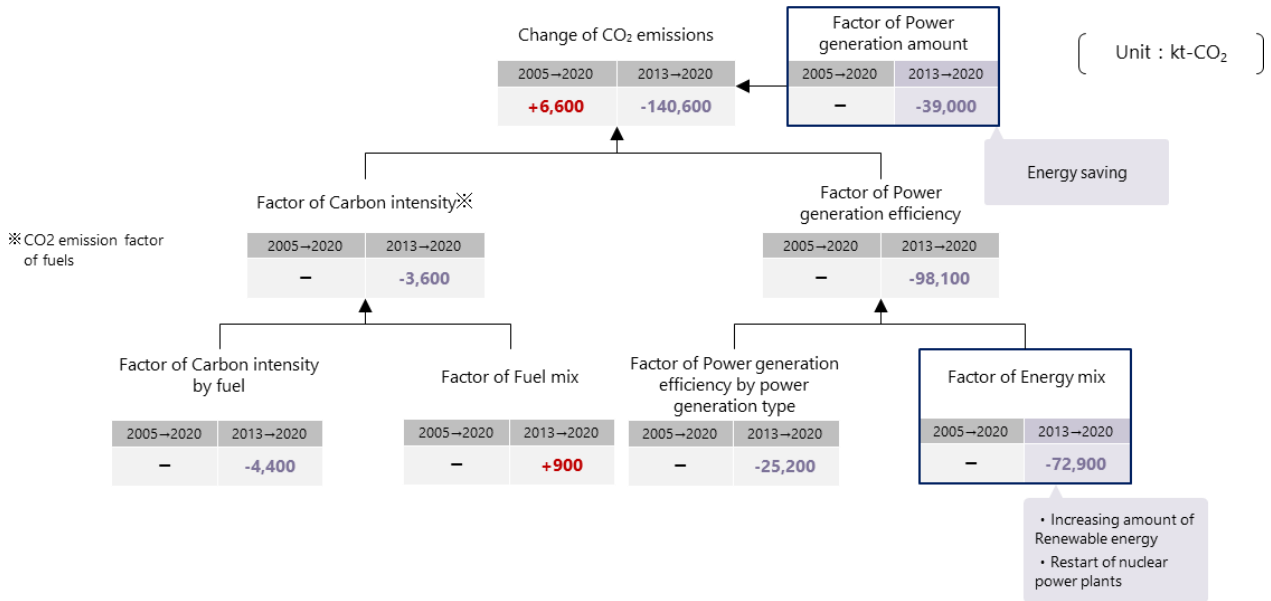 Change of CO₂ emissions
2005→2020 2013→2020
+6,600 -140,600
Factor of Power
generation amount
2005→2020 2013→2020
– -39,000
Unit：kt-CO₂
Energy saving
Factor of Carbon intensity※
2005→2020 2013→2020
– -3,600
※CO2 emission factor
of fuels
Factor of Power
generation efficiency
2005→2020 2013→2020
– -98,100
Factor of Carbon intensity
by fuel
2005→2020 2013→2020
– -4,400
Factor of Fuel mix
2005→2020 2013→2020
– +900
Factor of Power generation
efficiency by power
generation type
2005→2020 2013→2020
– -25,200
Factor of Energy mix
2005→2020 2013→2020
– -72,900
・Increasing amount of
Renewable energy
・Restart of nuclear
power plants